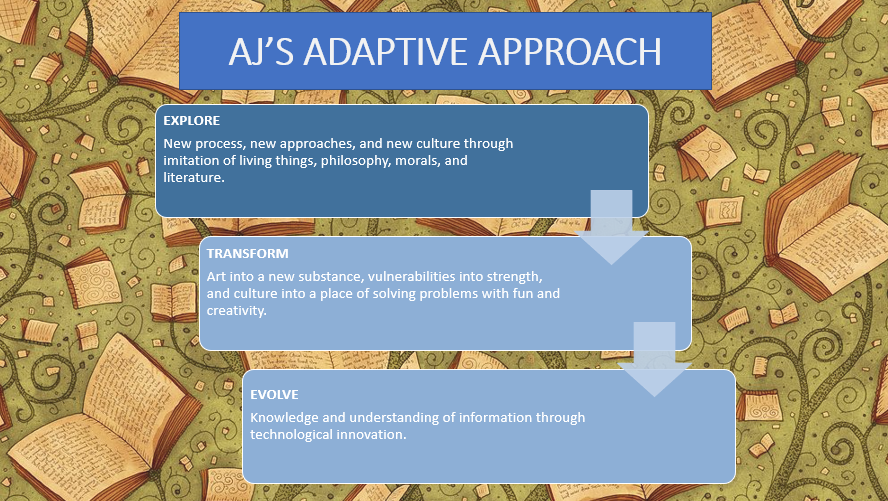 AJ'S ADAPTIVE APPROACH
EXPLORE
New process, new approaches, and new culture through
imitation of living things, philosophy, morals, and
literature.
TRANSFORM
Art into a new substance, vulnerabilities into strength,
and culture into a place of solving problems with fun and
creativity.
EVOLVE
Knowledge and understanding of information through
technological innovation.